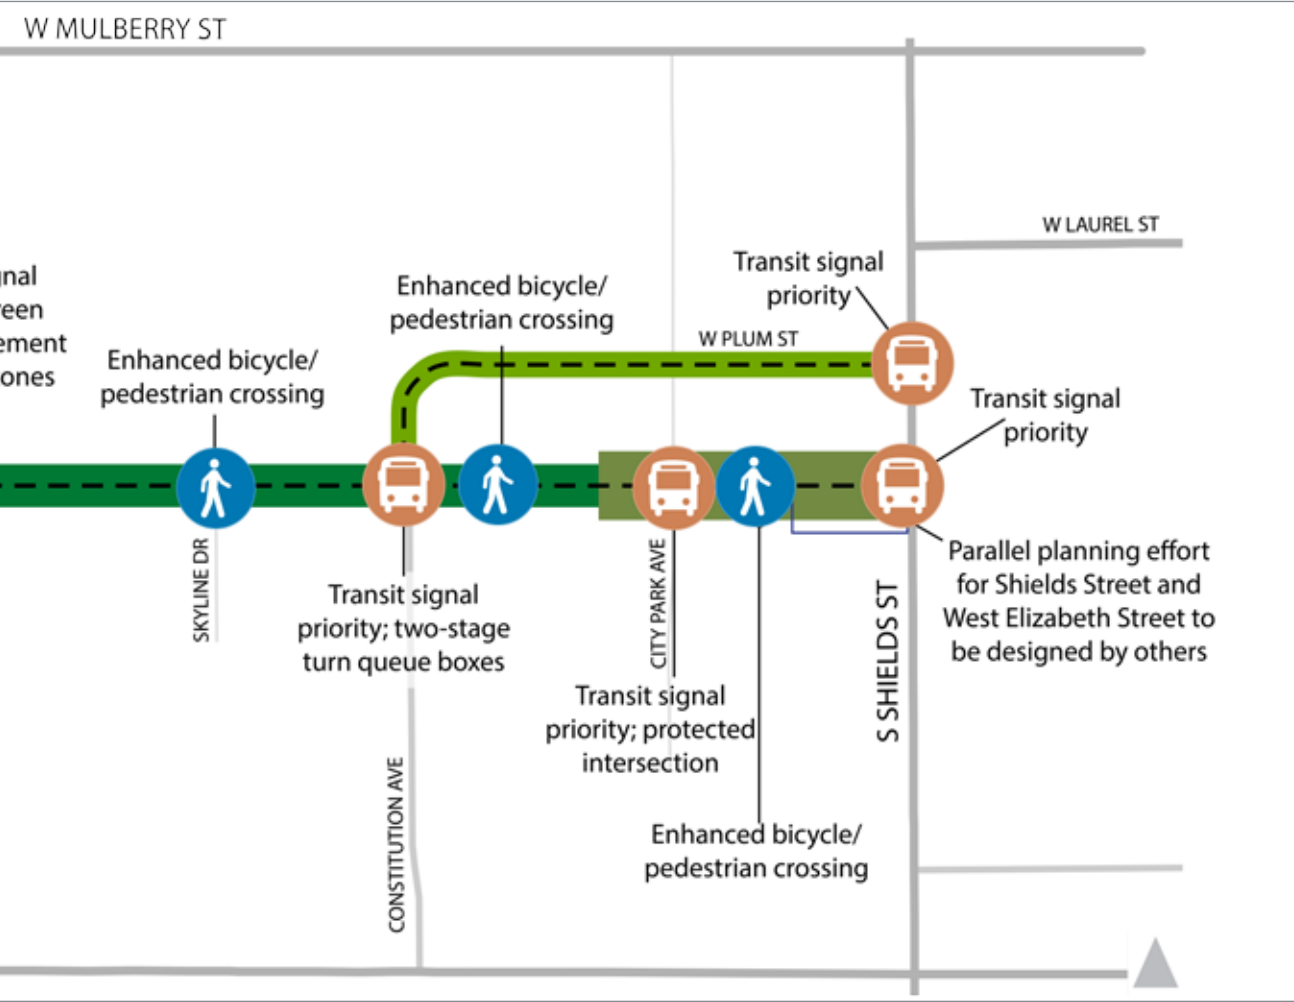 W MULBERRY ST
W LAUREL ST
Transit signal
priority
Enhanced bicycle/
pedestrian crossing
W PLUM ST
ones
Enhanced bicycle/
pedestrian crossing
Transit signal
priority
SKYLINE DR
Transit signal
priority; two-stage
turn queue boxes
CITY PARK AVE
Parallel planning effort
for Shields Street and
West Elizabeth Street to
be designed by others
S SHIELDS ST
Transit signal
priority; protected
intersection
CONSTITUTION AVE
Enhanced bicycle/
pedestrian crossing